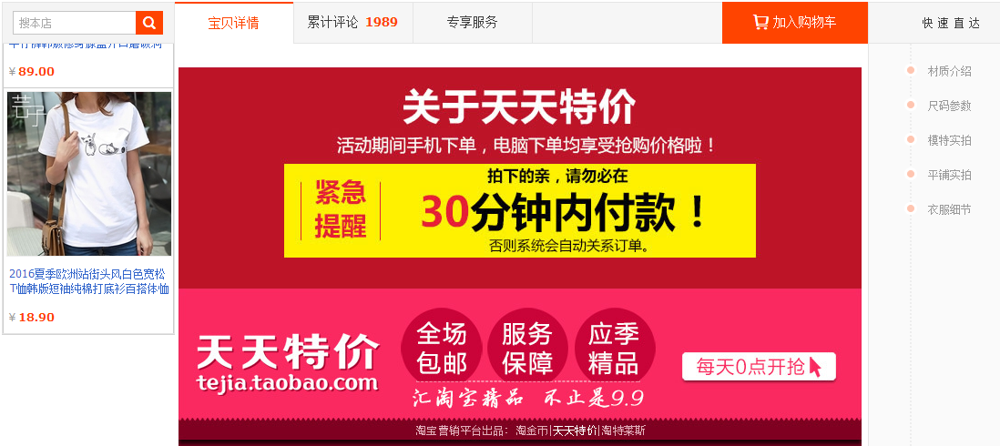 搜本店
宝贝详情
累计评论 1989
专享服务
加入购物车
快速直达
¥ 89.00
芸子
2016夏季欧洲站街头风白色宽松
T恤韩版短袖纯棉打底衫百搭体恤
¥ 18.90
关于天天特价
活动期间手机下单，电脑下单均享受抢购价格啦！
紧急
提醒
拍下的亲，请勿必在
30分钟内付款！
否则系统会自动关系订单。
天天特价
tejia.taobao.com
全场
包邮
服务
保障
应季
精品
汇淘宝精品 不止是9.9
每天0点开抢
淘宝营销平台出品：淘金币|天天特价|淘特莱斯
材质介绍
尺码参数
模特实拍
平铺实拍
衣服细节